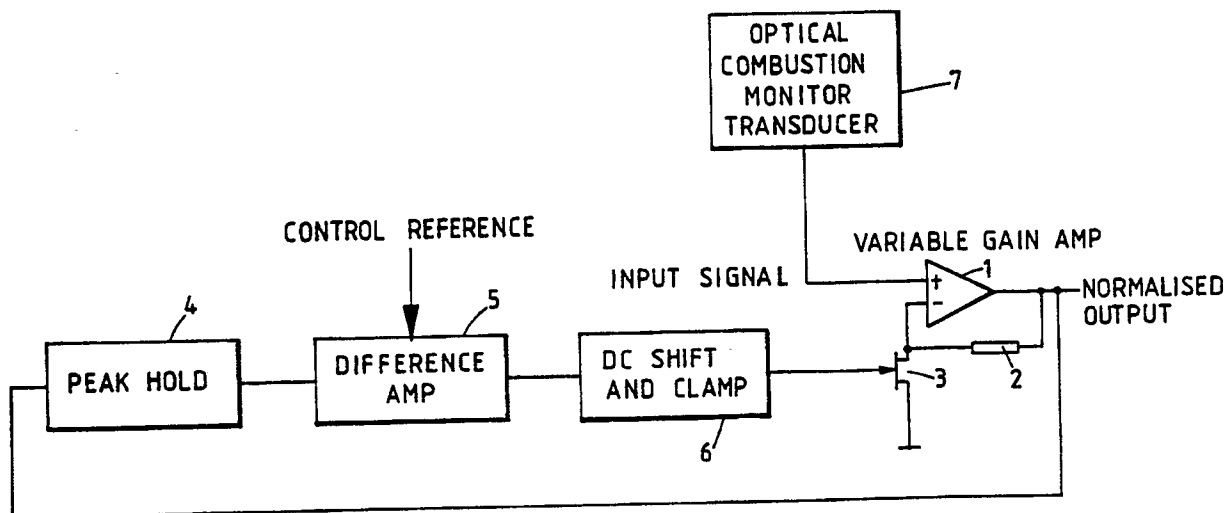 OPTICAL
COMBUSTION
MONITOR
TRANSDUCER
7
CONTROL REFERENCE
VARIABLE GAIN AMP
INPUT SIGNAL
1
+
−
NORMALISED
OUTPUT
4
5
PEAK HOLD
DIFFERENCE
AMP
DC SHIFT
AND CLAMP
3
2
6